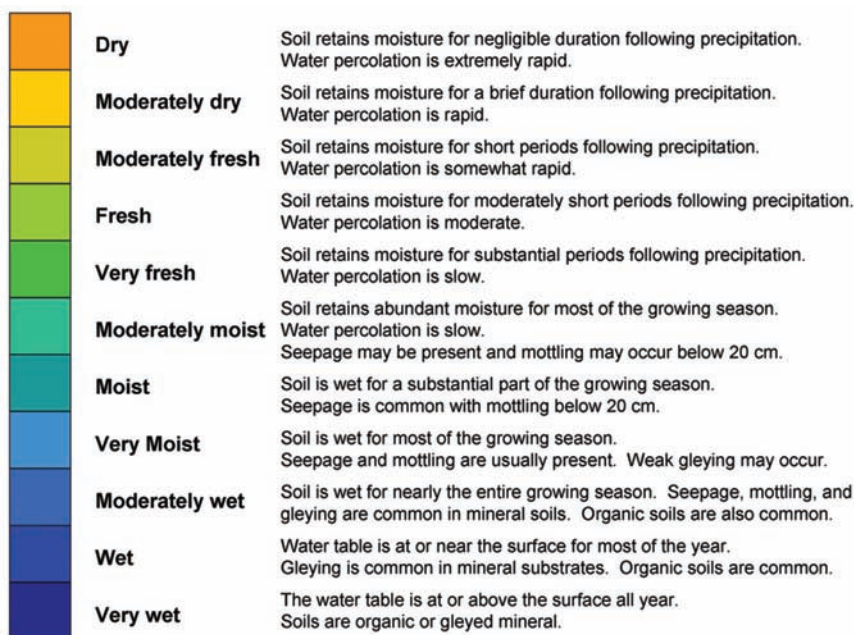 Dry
Soil retains moisture for negligible duration following precipitation.
Water percolation is extremely rapid.
Moderately dry
Soil retains moisture for a brief duration following precipitation.
Water percolation is rapid.
Moderately fresh
Soil retains moisture for short periods following precipitation.
Water percolation is somewhat rapid.
Fresh
Soil retains moisture for moderately short periods following precipitation.
Water percolation is moderate.
Very fresh
Soil retains moisture for substantial periods following precipitation.
Water percolation is slow.
Moderately moist
Soil retains abundant moisture for most of the growing season.
Water percolation is slow.
Seepage may be present and mottling may occur below 20 cm.
Moist
Soil is wet for a substantial part of the growing season.
Seepage is common with mottling below 20 cm.
Very Moist
Soil is wet for most of the growing season.
Seepage and mottling are usually present. Weak gleying may occur.
Moderately wet
Soil is wet for nearly the entire growing season. Seepage, mottling, and
gleying are common in mineral soils. Organic soils are also common.
Wet
Water table is at or near the surface for most of the year.
Gleying is common in mineral substrates. Organic soils are common.
Very wet
The water table is at or above the surface all year.
Soils are organic or gleyed mineral.